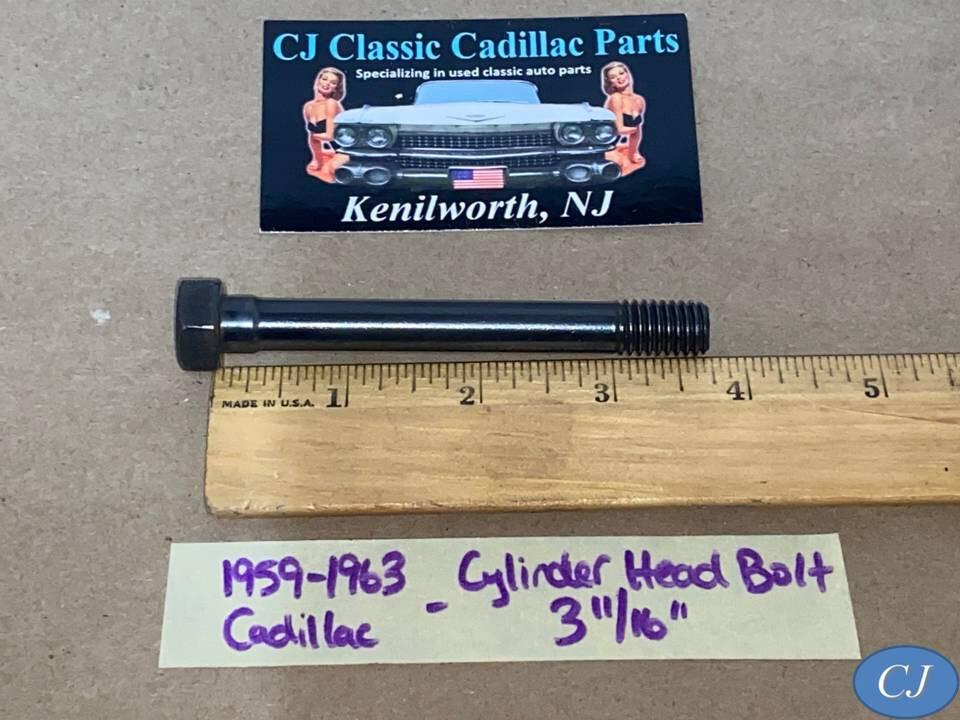 CJ Classic Cadillac Parts
Specializing in used classic auto parts
Kenilworth, NJ
1 2 3 4 5
MADE IN U.S.A.
1959-1963 Cylinder Head Bolt
Cadillac - 3 11/16"
CJ